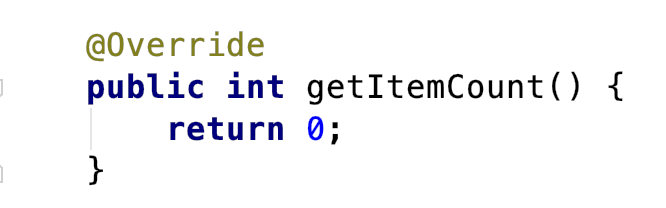 @Override
public int getItemCount() {
    return 0;
}